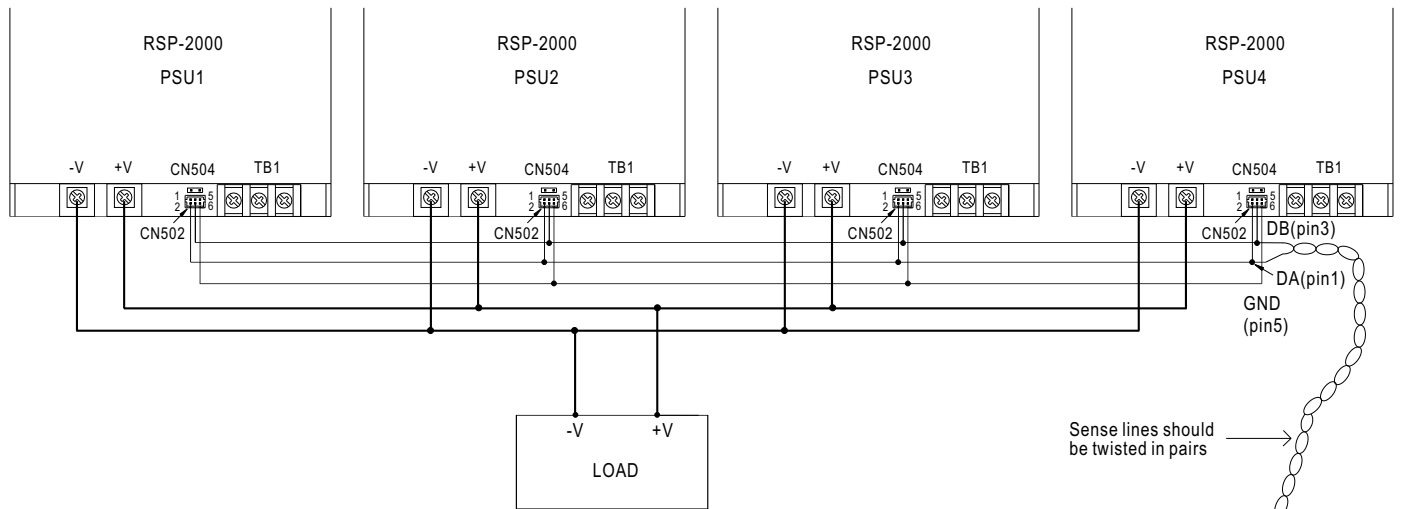 RSP-2000
PSU1
-V +V CN504 TB1
1 5
2 6
CN502
RSP-2000
PSU2
-V +V CN504 TB1
1 5
2 6
CN502
RSP-2000
PSU3
-V +V CN504 TB1
1 5
2 6
CN502
RSP-2000
PSU4
-V +V CN504 TB1
1 5
2 6
CN502
DB(pin3)
DA(pin1)
GND
(pin5)
-V +V
LOAD
Sense lines should
be twisted in pairs